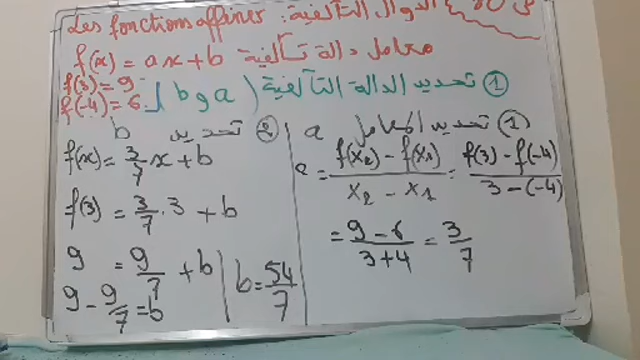 Les fonctions affines : الدوال التآلفية
f(x) = ax + b معامل دالة تآلفية
f(3) = 9
f(-4) = 6
① تحديد الدالة التآلفية (a و b)
① تحديد المعامل a
a = f(x₂) - f(x₁) / x₂ - x₁ = f(3) - f(-4) / 3 - (-4)
= 9 - 6 / 3 + 4 = 3/7
② تحديد b
f(x) = 3/7 x + b
f(3) = 3/7 . 3 + b
9 = 9/7 + b
9 - 9/7 = b
b = 54/7